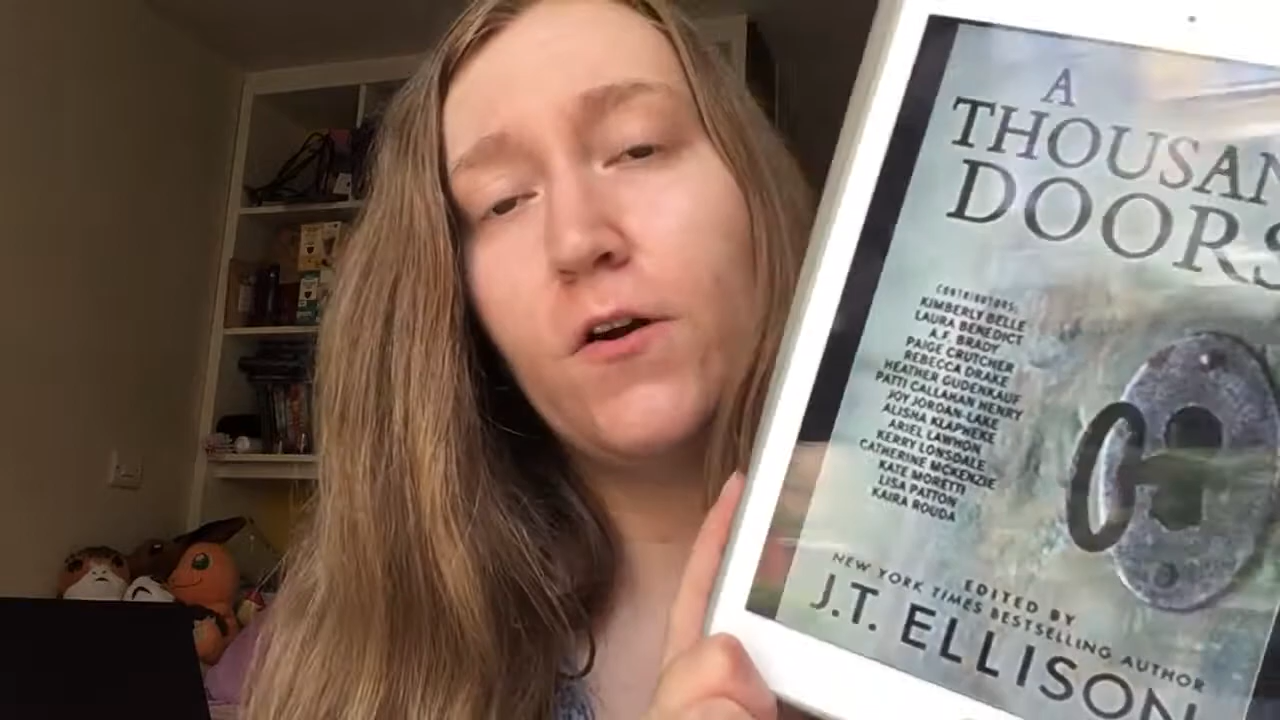 A
THOUSAN
DOORS
CONTRIBUTORS:
KIMBERLY BELLE
LAURA BENEDICT
A.F. BRADY
PAIGE CRUTCHER
REBECCA DRAKE
HEATHER GUDENKAUF
PATTI CALLAHAN HENRY
JOY JORDAN-LAKE
ALISHA KLAPHEKE
ARIEL LAWHON
KERRY LONSDALE
CATHERINE MCKENZIE
KATE MORETTI
LISA PATTON
KAIRA ROUDA
EDITED BY
NEW YORK TIMES BESTSELLING AUTHOR
J.T. ELLISON